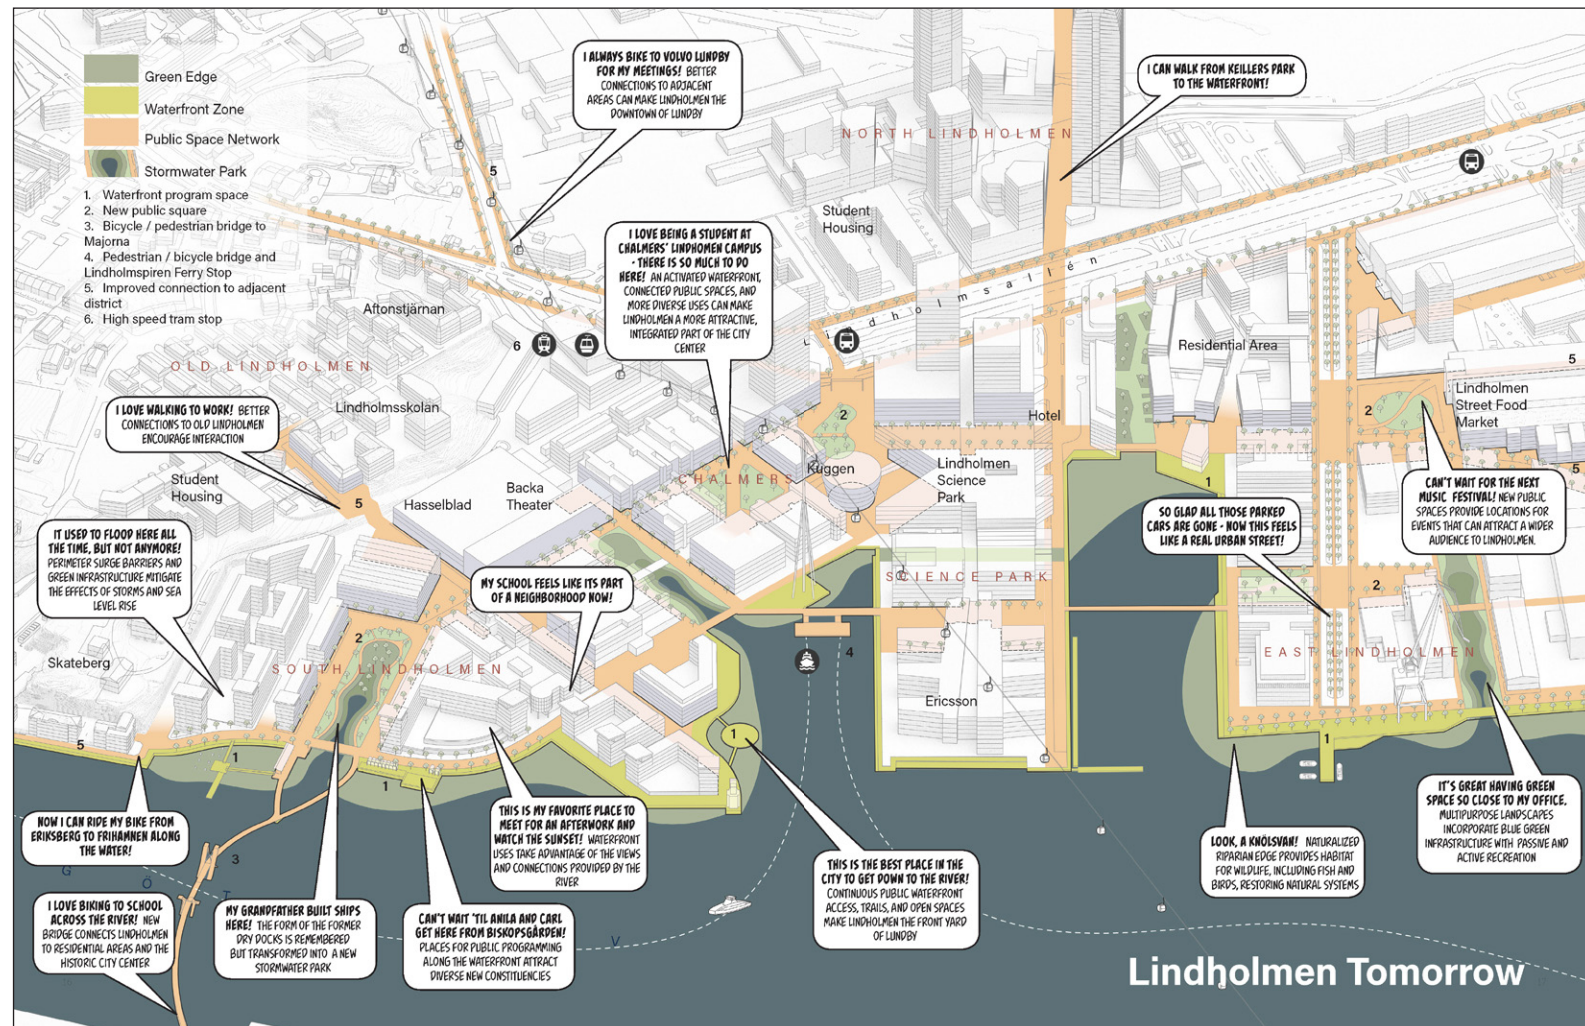 Green Edge
Waterfront Zone
Public Space Network
Stormwater Park
1. Waterfront program space
2. New public square
3. Bicycle / pedestrian bridge to
Majorna
4. Pedestrian / bicycle bridge and
Lindholmspiren Ferry Stop
5. Improved connection to adjacent
district
6. High speed tram stop
I ALWAYS BIKE TO VOLVO LUNDBY
FOR MY MEETINGS! BETTER
CONNECTIONS TO ADJACENT
AREAS CAN MAKE LINDHOLMEN THE
DOWNTOWN OF LUNDBY
I CAN WALK FROM KEILLERS PARK
TO THE WATERFRONT!
NORTH LINDHOLMEN
5
Student
Housing
I LOVE BEING A STUDENT AT
CHALMERS' LINDHOMEN CAMPUS
- THERE IS SO MUCH TO DO
HERE! AN ACTIVATED WATERFRONT,
CONNECTED PUBLIC SPACES, AND
MORE DIVERSE USES CAN MAKE
LINDHOLMEN A MORE ATTRACTIVE,
INTEGRATED PART OF THE CITY
CENTER
Lindholmsallén
Aftonstjärnan
6
Residential Area
5
OLD LINDHOLMEN
Lindholmen
Street Food
Market
I LOVE WALKING TO WORK! BETTER
CONNECTIONS TO OLD LINDHOLMEN
ENCOURAGE INTERACTION
Lindholmsskolan
2
Hotel
2
Student
Housing
Hasselblad
Backa
Theater
CHALMERS
Kuggen
Lindholmen
Science
Park
1
5
5
CAN'T WAIT FOR THE NEXT
MUSIC FESTIVAL! NEW PUBLIC
SPACES PROVIDE LOCATIONS FOR
EVENTS THAT CAN ATTRACT A WIDER
AUDIENCE TO LINDHOLMEN.
SO GLAD ALL THOSE PARKED
CARS ARE GONE - NOW THIS FEELS
LIKE A REAL URBAN STREET!
IT USED TO FLOOD HERE ALL
THE TIME, BUT NOT ANYMORE!
PERIMETER SURGE BARRIERS AND
GREEN INFRASTRUCTURE MITIGATE
THE EFFECTS OF STORMS AND SEA
LEVEL RISE
MY SCHOOL FEELS LIKE ITS PART
OF A NEIGHBORHOOD NOW!
SCIENCE PARK
2
2
4
Skateberg
SOUTH LINDHOLMEN
EAST LINDHOLMEN
Ericsson
5
1
1
1
1
NOW I CAN RIDE MY BIKE FROM
ERIKSBERG TO FRIHAMNEN ALONG
THE WATER!
3
THIS IS MY FAVORITE PLACE TO
MEET FOR AN AFTERWORK AND
WATCH THE SUNSET! WATERFRONT
USES TAKE ADVANTAGE OF THE VIEWS
AND CONNECTIONS PROVIDED BY THE
RIVER
THIS IS THE BEST PLACE IN THE
CITY TO GET DOWN TO THE RIVER!
CONTINUOUS PUBLIC WATERFRONT
ACCESS, TRAILS, AND OPEN SPACES
MAKE LINDHOLMEN THE FRONT YARD
OF LUNDBY
LOOK, A KNÖLSVAN! NATURALIZED
RIPARIAN EDGE PROVIDES HABITAT
FOR WILDLIFE, INCLUDING FISH AND
BIRDS, RESTORING NATURAL SYSTEMS
IT'S GREAT HAVING GREEN
SPACE SO CLOSE TO MY OFFICE.
MULTIPURPOSE LANDSCAPES
INCORPORATE BLUE GREEN
INFRASTRUCTURE WITH PASSIVE AND
ACTIVE RECREATION
G Ö T V
I LOVE BIKING TO SCHOOL
ACROSS THE RIVER! NEW
BRIDGE CONNECTS LINDHOLMEN
TO RESIDENTIAL AREAS AND THE
HISTORIC CITY CENTER
MY GRANDFATHER BUILT SHIPS
HERE! THE FORM OF THE FORMER
DRY DOCKS IS REMEMBERED
BUT TRANSFORMED INTO A NEW
STORMWATER PARK
CAN'T WAIT 'TIL ANILA AND CARL
GET HERE FROM BISKOPSGÅRDEN!
PLACES FOR PUBLIC PROGRAMMING
ALONG THE WATERFRONT ATTRACT
DIVERSE NEW CONSTITUENCIES
Lindholmen Tomorrow